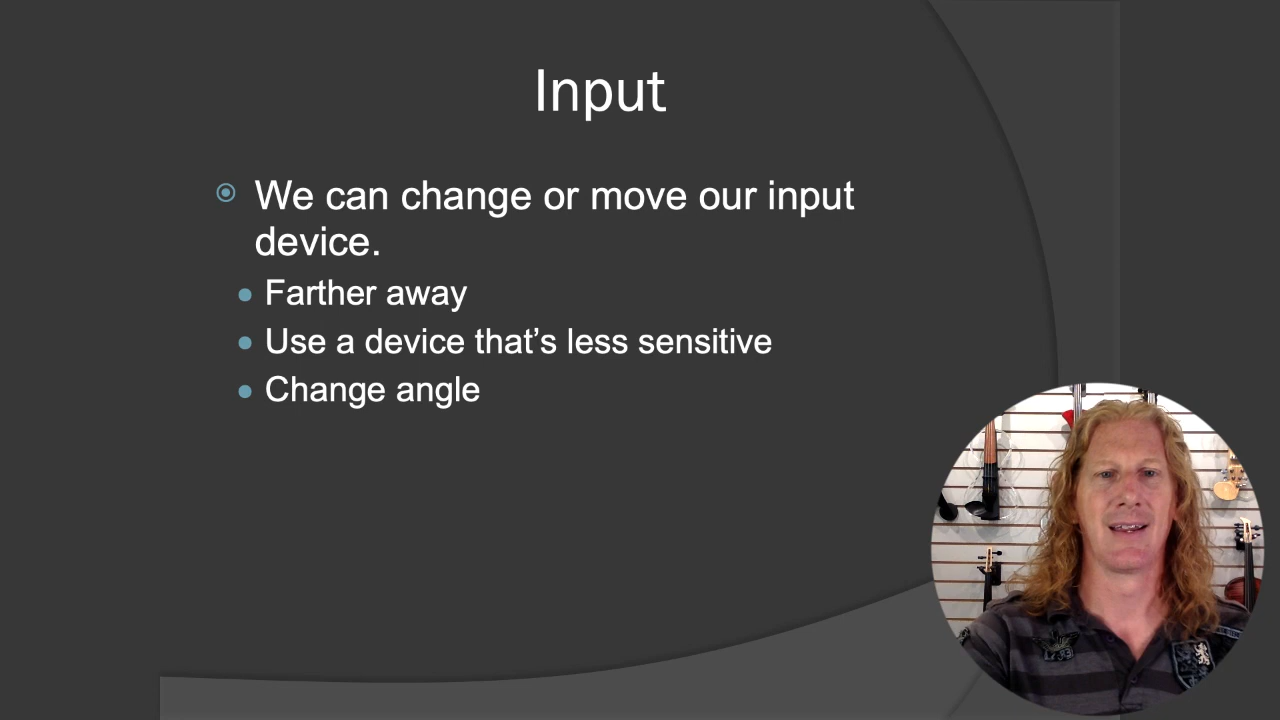 Input
We can change or move our input
device.
Farther away
Use a device that’s less sensitive
Change angle